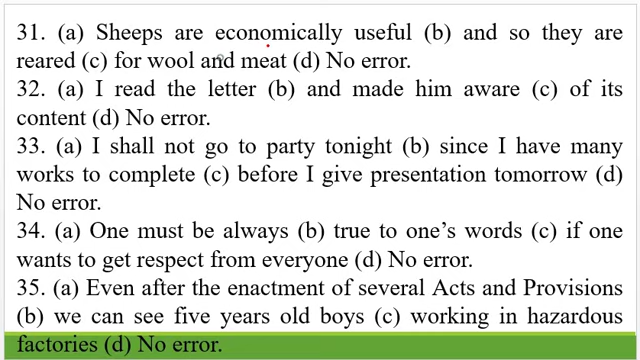 31. (a) Sheeps are economically useful (b) and so they are
reared (c) for wool and meat (d) No error.
32. (a) I read the letter (b) and made him aware (c) of its
content (d) No error.
33. (a) I shall not go to party tonight (b) since I have many
works to complete (c) before I give presentation tomorrow (d)
No error.
34. (a) One must be always (b) true to one’s words (c) if one
wants to get respect from everyone (d) No error.
35. (a) Even after the enactment of several Acts and Provisions
(b) we can see five years old boys (c) working in hazardous
factories (d) No error.